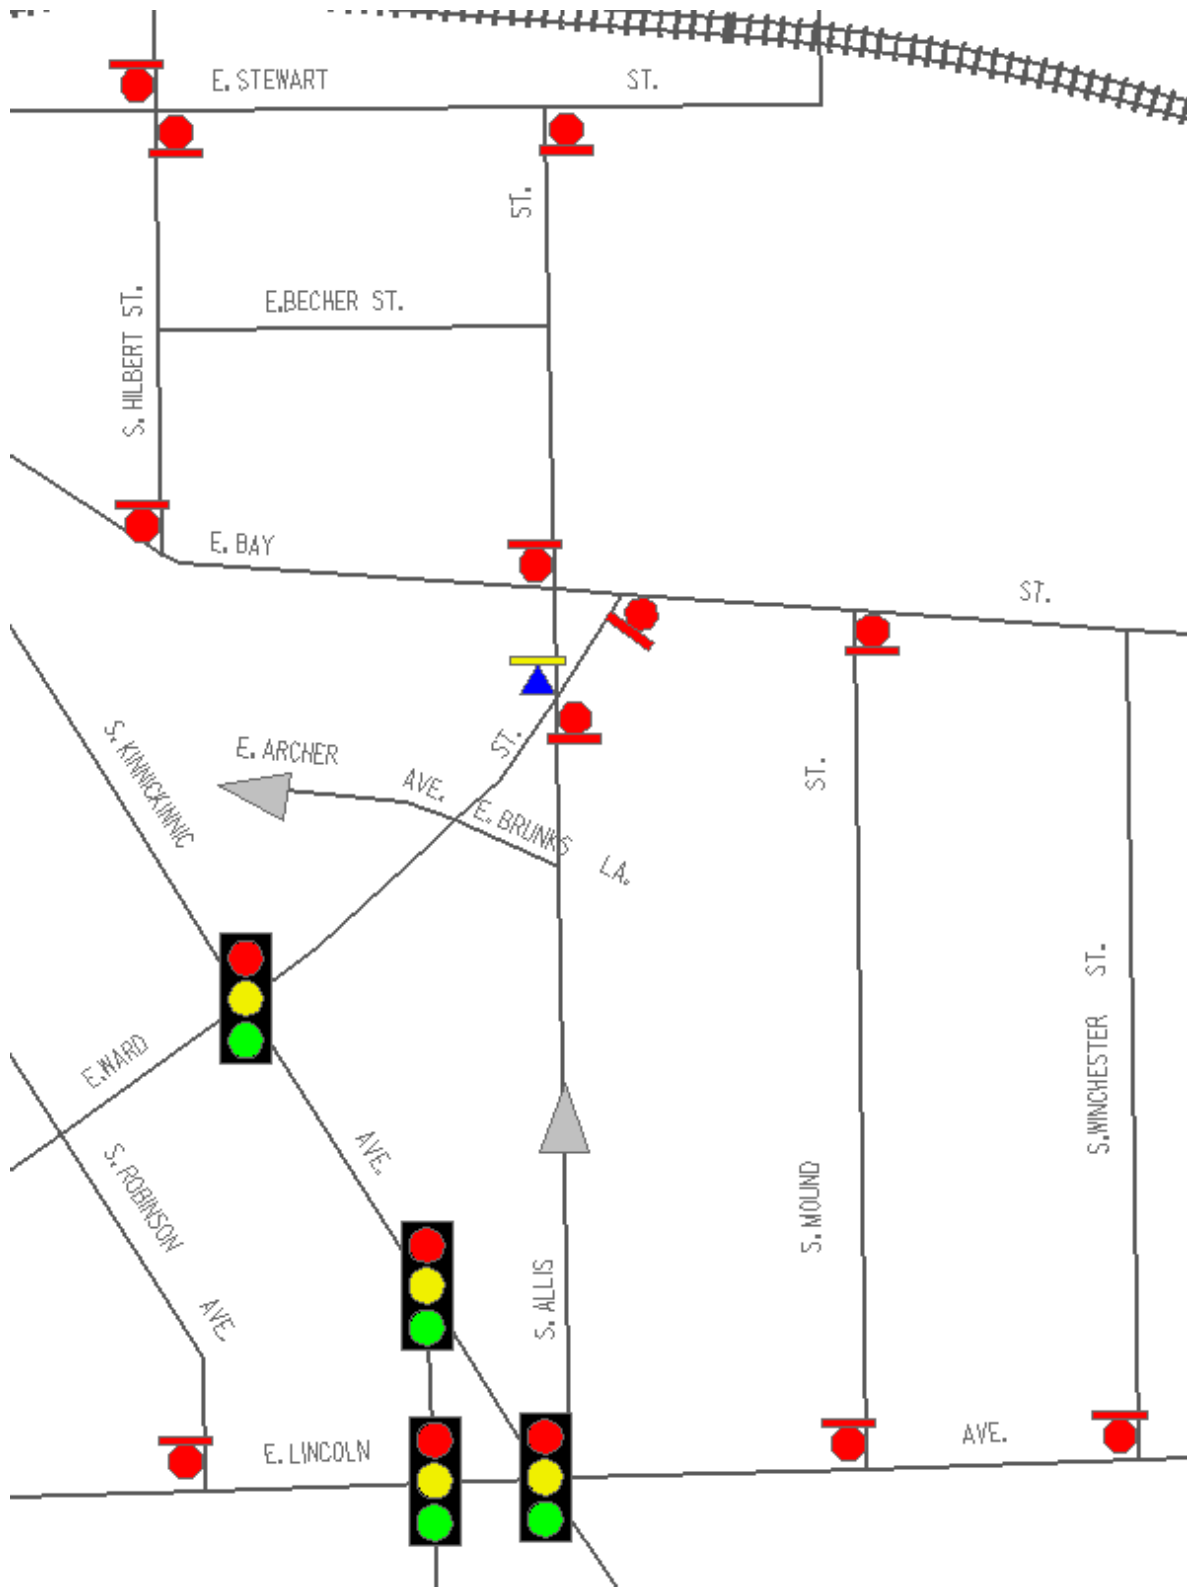 E. STEWART ST.
ST.
S. HILBERT ST.
E.BECHER ST.
E. BAY ST.
S. KINNICKINNIC AVE.
E. ARCHER AVE.
ST.
E. BRUNKS LA.
ST.
E.WARD
S. ROBINSON AVE.
S. ALLIS
S. MOUND
S.WINCHESTER ST.
E. LINCOLN AVE.